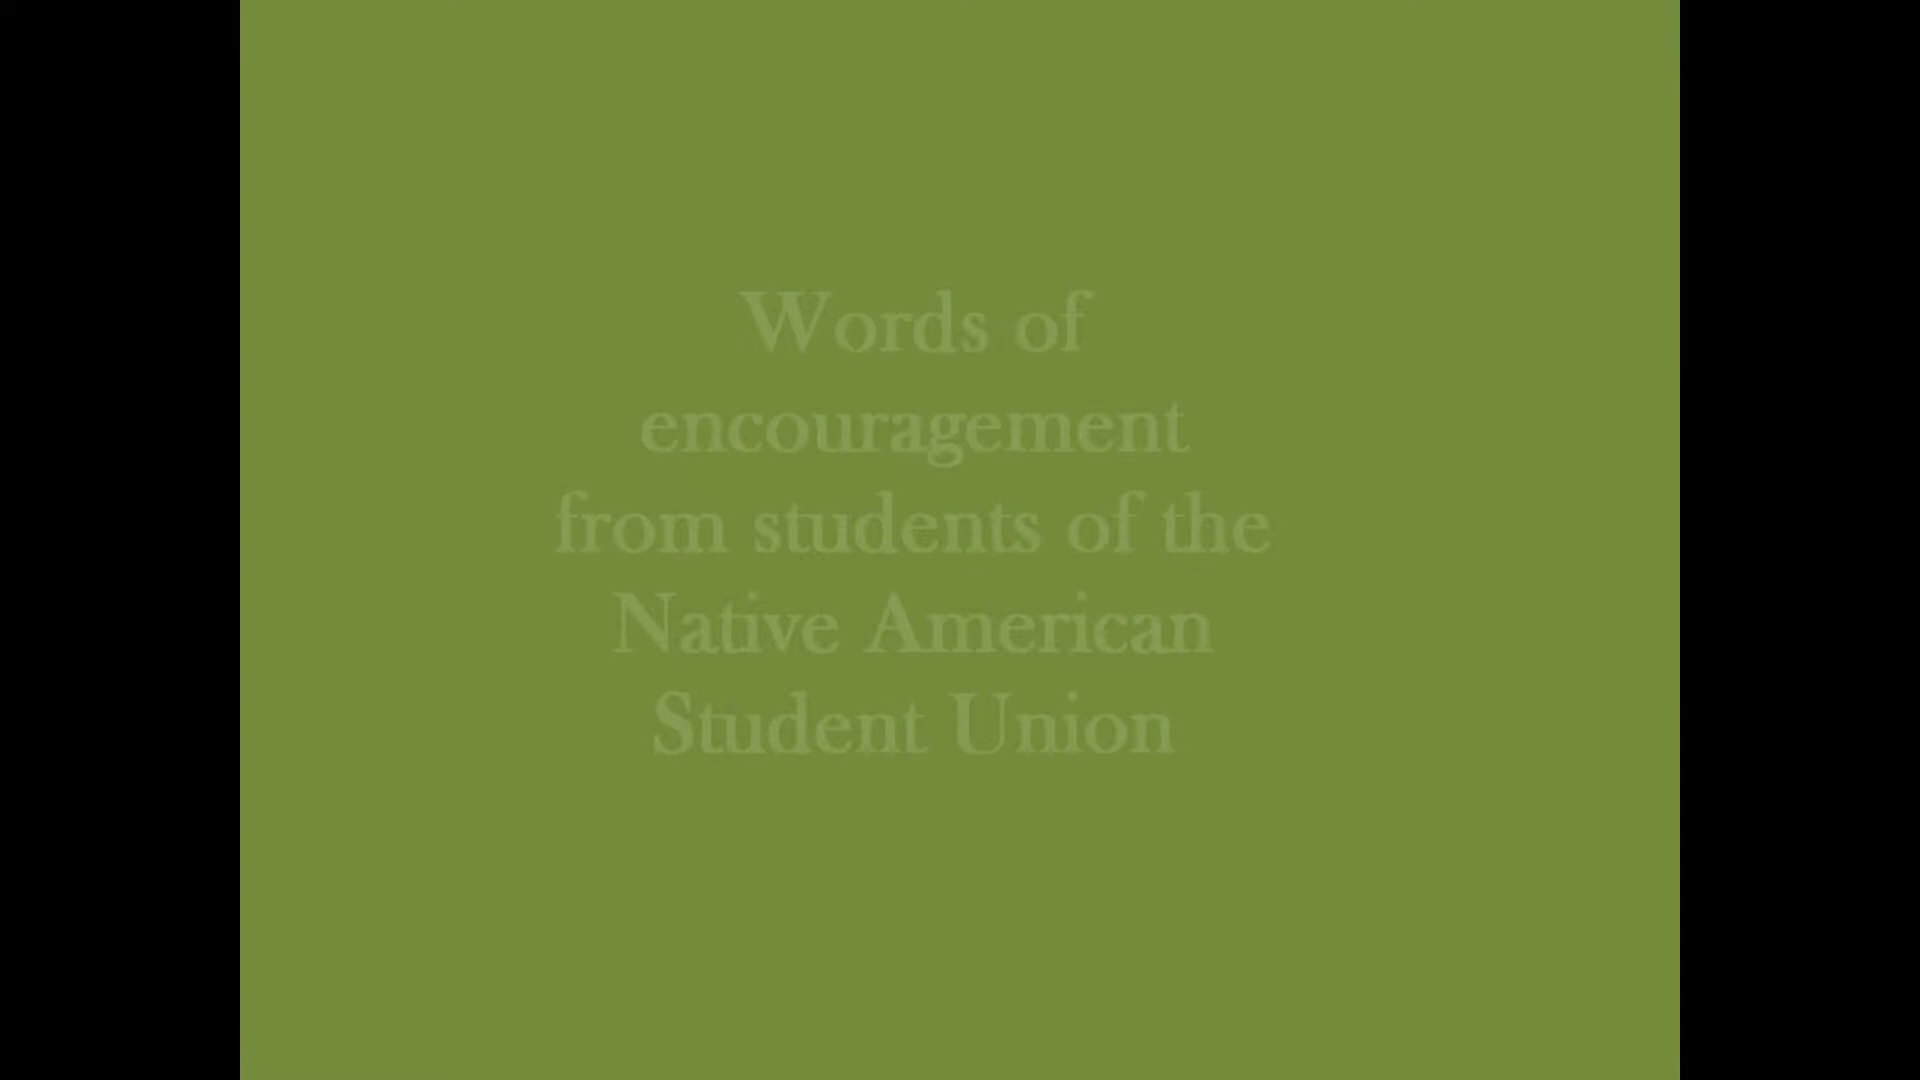 Words of
encouragement
from students of the
Native American
Student Union